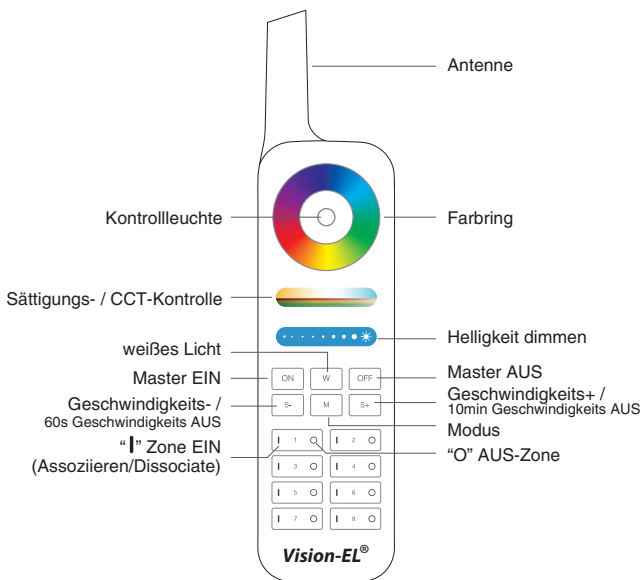 Antenne
Kontrollleuchte
Farbring
Sättigungs- / CCT-Kontrolle
Helligkeit dimmen
weißes Licht
Master EIN
Master AUS
Geschwindigkeits- /
60s Geschwindigkeits AUS
Geschwindigkeits+ /
10min Geschwindigkeits AUS
Modus
“I” Zone EIN
(Assoziieren/Dissociate)
“O” AUS-Zone
ON W OFF
S- M S+
I 1 O I 2 O
I 3 O I 4 O
I 5 O I 6 O
I 7 O I 8 O
Vision-EL®